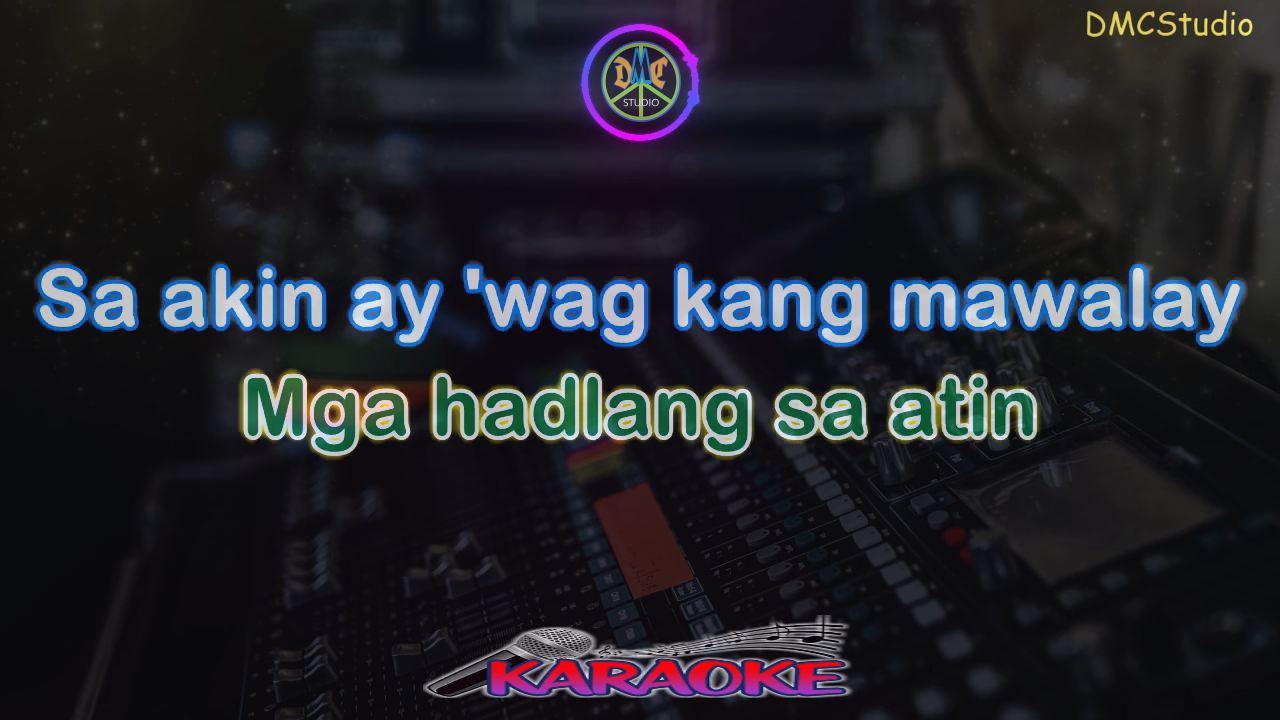 DMCStudio
DMC
STUDIO
Sa akin ay 'wag kang mawalay
Mga hadlang sa atin
KARAOKE